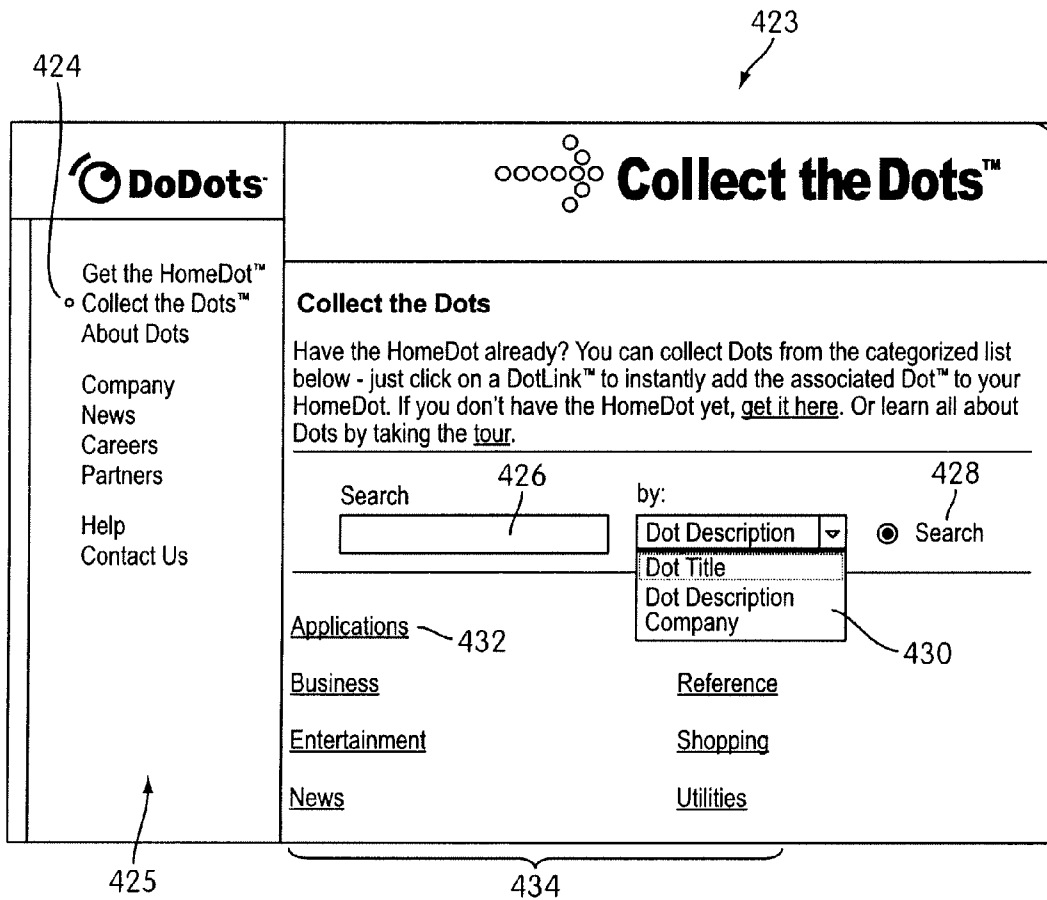 423
424
DoDots
Collect the Dots™
Get the HomeDot™
Collect the Dots™
About Dots
Company
News
Careers
Partners
Help
Contact Us
425
Collect the Dots
Have the HomeDot already? You can collect Dots from the categorized list
below - just click on a DotLink™ to instantly add the associated Dot™ to your
HomeDot. If you don't have the HomeDot yet, get it here. Or learn all about
Dots by taking the tour.
Search
426
by:
428
Dot Description
Search
Dot Title
Dot Description
Company
430
Applications
432
Business
Reference
Entertainment
Shopping
News
Utilities
434